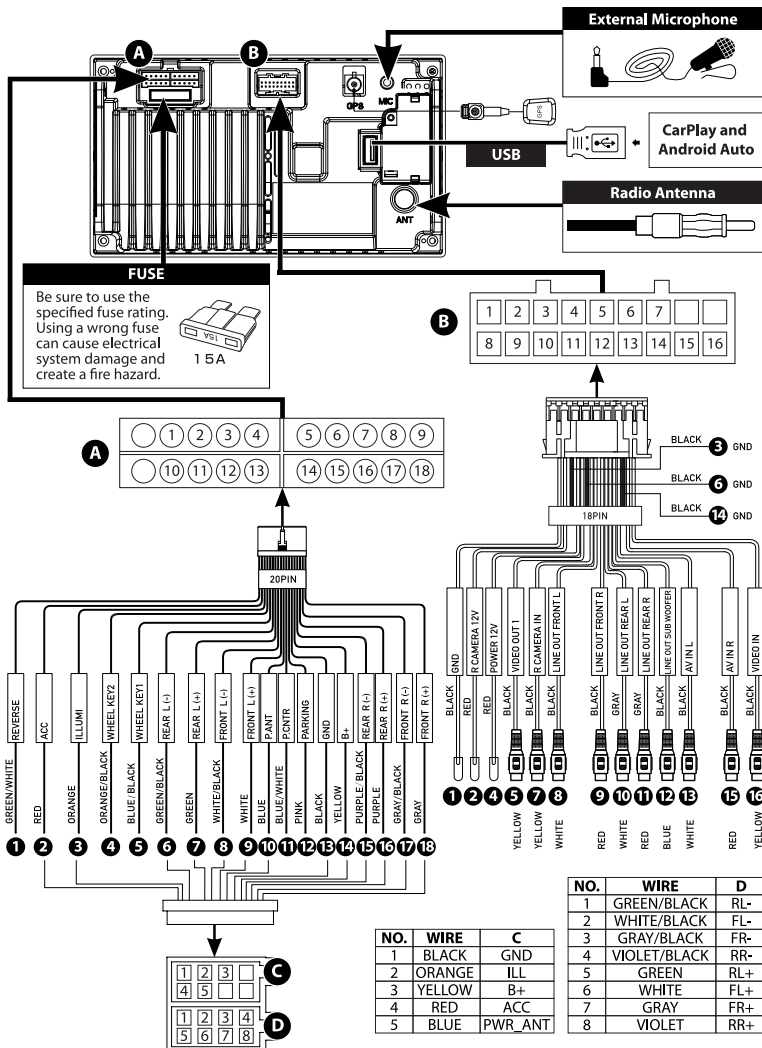 External Microphone
A
B
GPS
MIC
GPS
CarPlay and
Android Auto
USB
Radio Antenna
ANT
FUSE
Be sure to use the
specified fuse rating.
Using a wrong fuse
can cause electrical
system damage and
create a fire hazard.
15A
15A
B
1 2 3 4 5 6 7
8 9 10 11 12 13 14 15 16
A
1 2 3 4 5 6 7 8 9
10 11 12 13 14 15 16 17 18
BLACK 3 GND
BLACK 6 GND
BLACK 14 GND
18PIN
20PIN
GND
R CAMERA 12V
POWER 12V
VIDEO OUT 1
R CAMERA IN
LINE OUT FRONT L
LINE OUT FRONT R
LINE OUT REAR L
LINE OUT REAR R
LINE OUT SUB WOOFER
AV IN L
AV IN R
VIDEO IN
BLACK
RED
RED
BLACK
BLACK
BLACK
BLACK
GRAY
GRAY
BLACK
BLACK
BLACK
BLACK
1 2 4 5 7 8 9 10 11 12 13 15 16
YELLOW
YELLOW
WHITE
RED
WHITE
RED
BLUE
WHITE
RED
YELLOW
REVERSE
ACC
ILLUMI
WHEEL KEY2
WHEEL KEY1
REAR L (-)
REAR L (+)
FRONT L (-)
FRONT L (+)
P.ANT
P.CNTR
PARKING
GND
B+
REAR R (-)
REAR R (+)
FRONT R (-)
FRONT R (+)
GREEN/WHITE
RED
ORANGE
ORANGE/BLACK
BLUE/BLACK
GREEN/BLACK
GREEN
WHITE/BLACK
WHITE
BLUE
BLUE/WHITE
PINK
BLACK
YELLOW
PURPLE/BLACK
PURPLE
GRAY/BLACK
GRAY
1 2 3 4 5 6 7 8 9 10 11 12 13 14 15 16 17 18
1 2 3 C
4 5
1 2 3 4 D
5 6 7 8
NO. WIRE C
1 BLACK GND
2 ORANGE ILL
3 YELLOW B+
4 RED ACC
5 BLUE PWR_ANT
NO. WIRE D
1 GREEN/BLACK RL-
2 WHITE/BLACK FL-
3 GRAY/BLACK FR-
4 VIOLET/BLACK RR-
5 GREEN RL+
6 WHITE FL+
7 GRAY FR+
8 VIOLET RR+